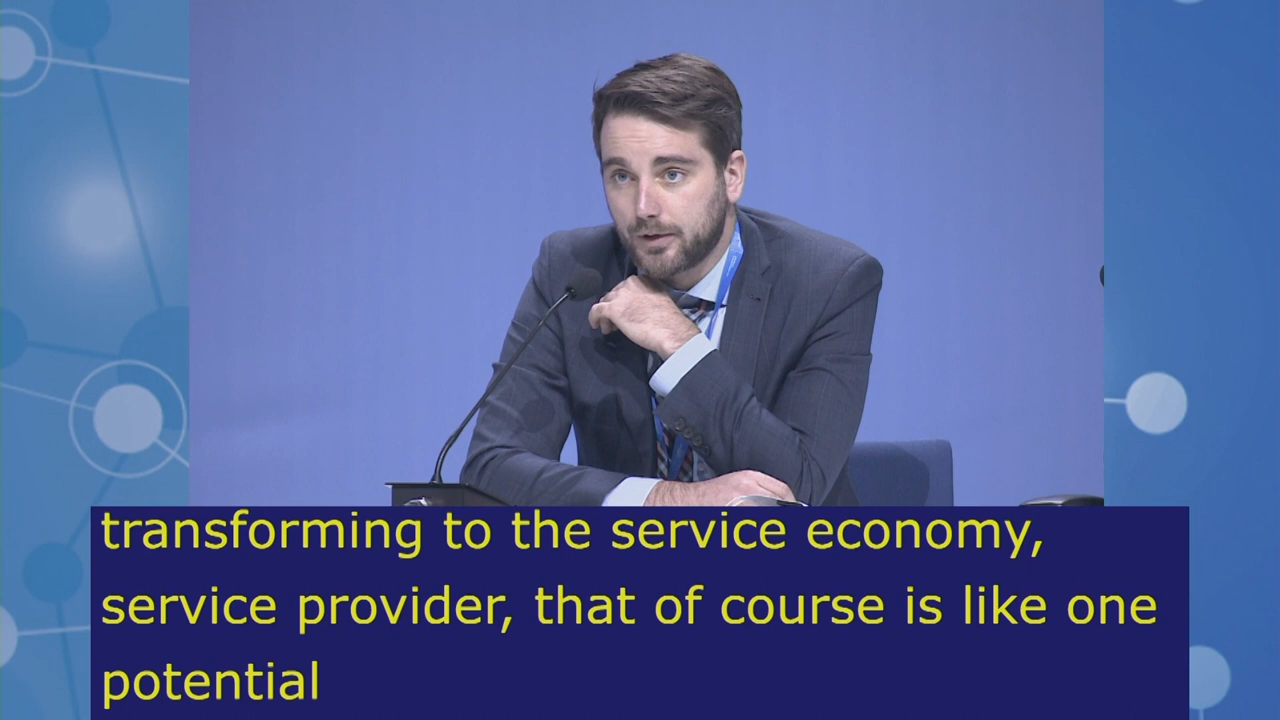 transforming to the service economy,
service provider, that of course is like one
potential